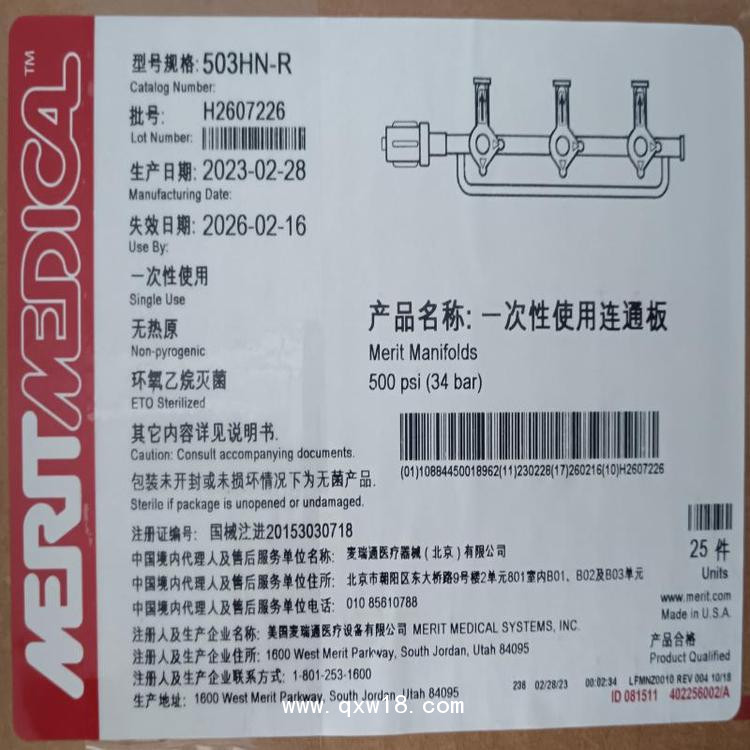 MERITMEDICAL™
型号规格: 503HN-R
Catalog Number:
批号: H2607226
Lot Number:
生产日期: 2023-02-28
Manufacturing Date:
失效日期: 2026-02-16
Use By:
一次性使用
Single Use
无热原
Non-pyrogenic
环氧乙烷灭菌
ETO Sterilized
其它内容详见说明书.
Caution: Consult accompanying documents.
包装未开封或未损坏情况下为无菌产品.
Sterile if package is unopened or undamaged.
产品名称: 一次性使用连通板
Merit Manifolds
500 psi (34 bar)
(01)10884450018962(11)230228(17)260216(10)H2607226
注册证编号: 国械注进20153030718
中国境内代理人及售后服务单位名称: 麦瑞通医疗器械(北京)有限公司
中国境内代理人及售后服务单位住所: 北京市朝阳区东大桥路9号楼2单元801室内B01、B02及B03单元
中国境内代理人及售后服务单位电话: 010 85610788
注册人及生产企业名称: 美国麦瑞通医疗设备有限公司 MERIT MEDICAL SYSTEMS, INC.
注册人及生产企业住所: 1600 West Merit Parkway, South Jordan, Utah 84095
注册人及生产企业联系方式: 1-801-253-1600
生产地址: 1600 West Merit Parkway, South Jordan, Utah 84095
25 件
Units
www.merit.com
Made in U.S.A.
产品合格
Product Qualified
236 02/28/23 00:02:34 LFMN20010 REV 004 10/18
ID 081511 402256002/A
www.qxw18.com